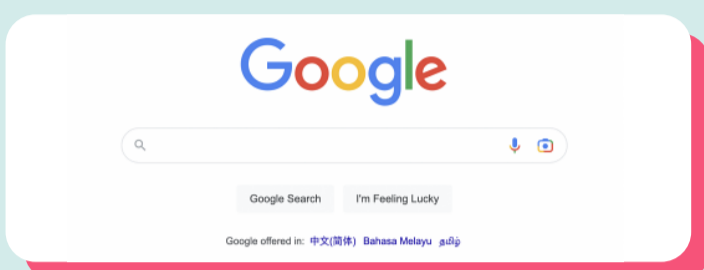 Google
Google Search I'm Feeling Lucky
Google offered in: 中文(简体) Bahasa Melayu தமிழ்